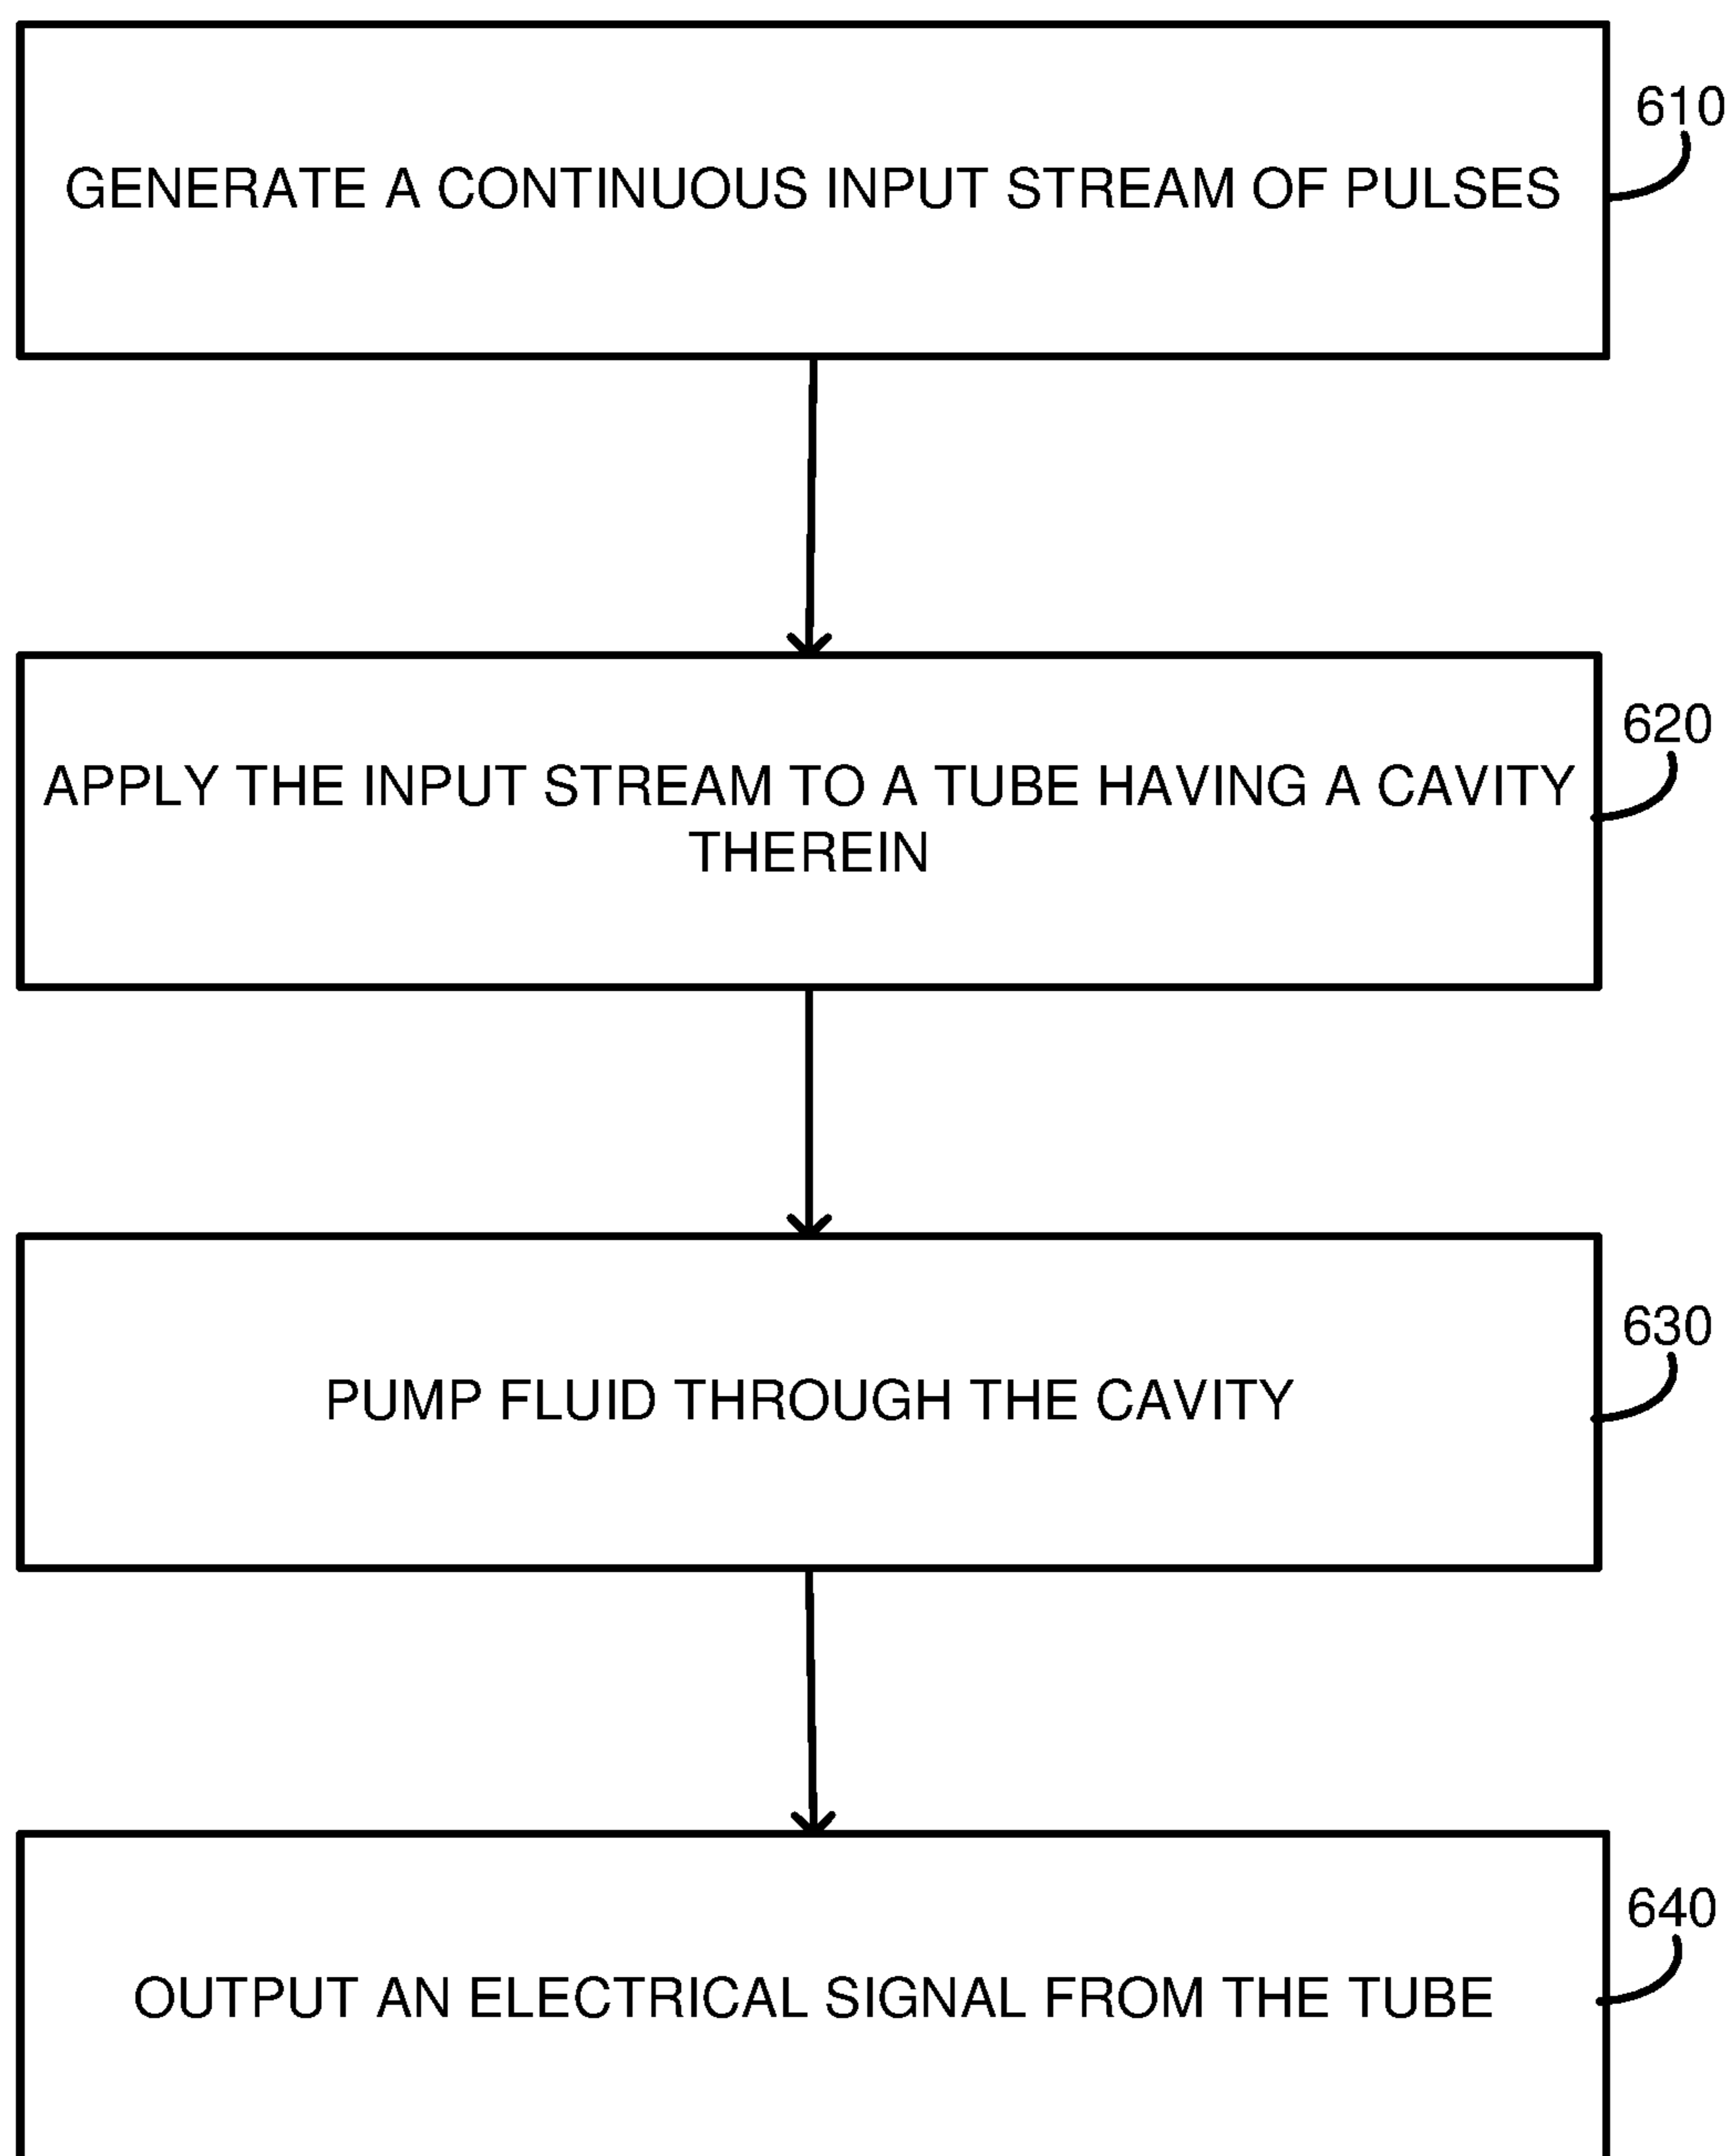 610
GENERATE A CONTINUOUS INPUT STREAM OF PULSES
620
APPLY THE INPUT STREAM TO A TUBE HAVING A CAVITY
THEREIN
630
PUMP FLUID THROUGH THE CAVITY
640
OUTPUT AN ELECTRICAL SIGNAL FROM THE TUBE